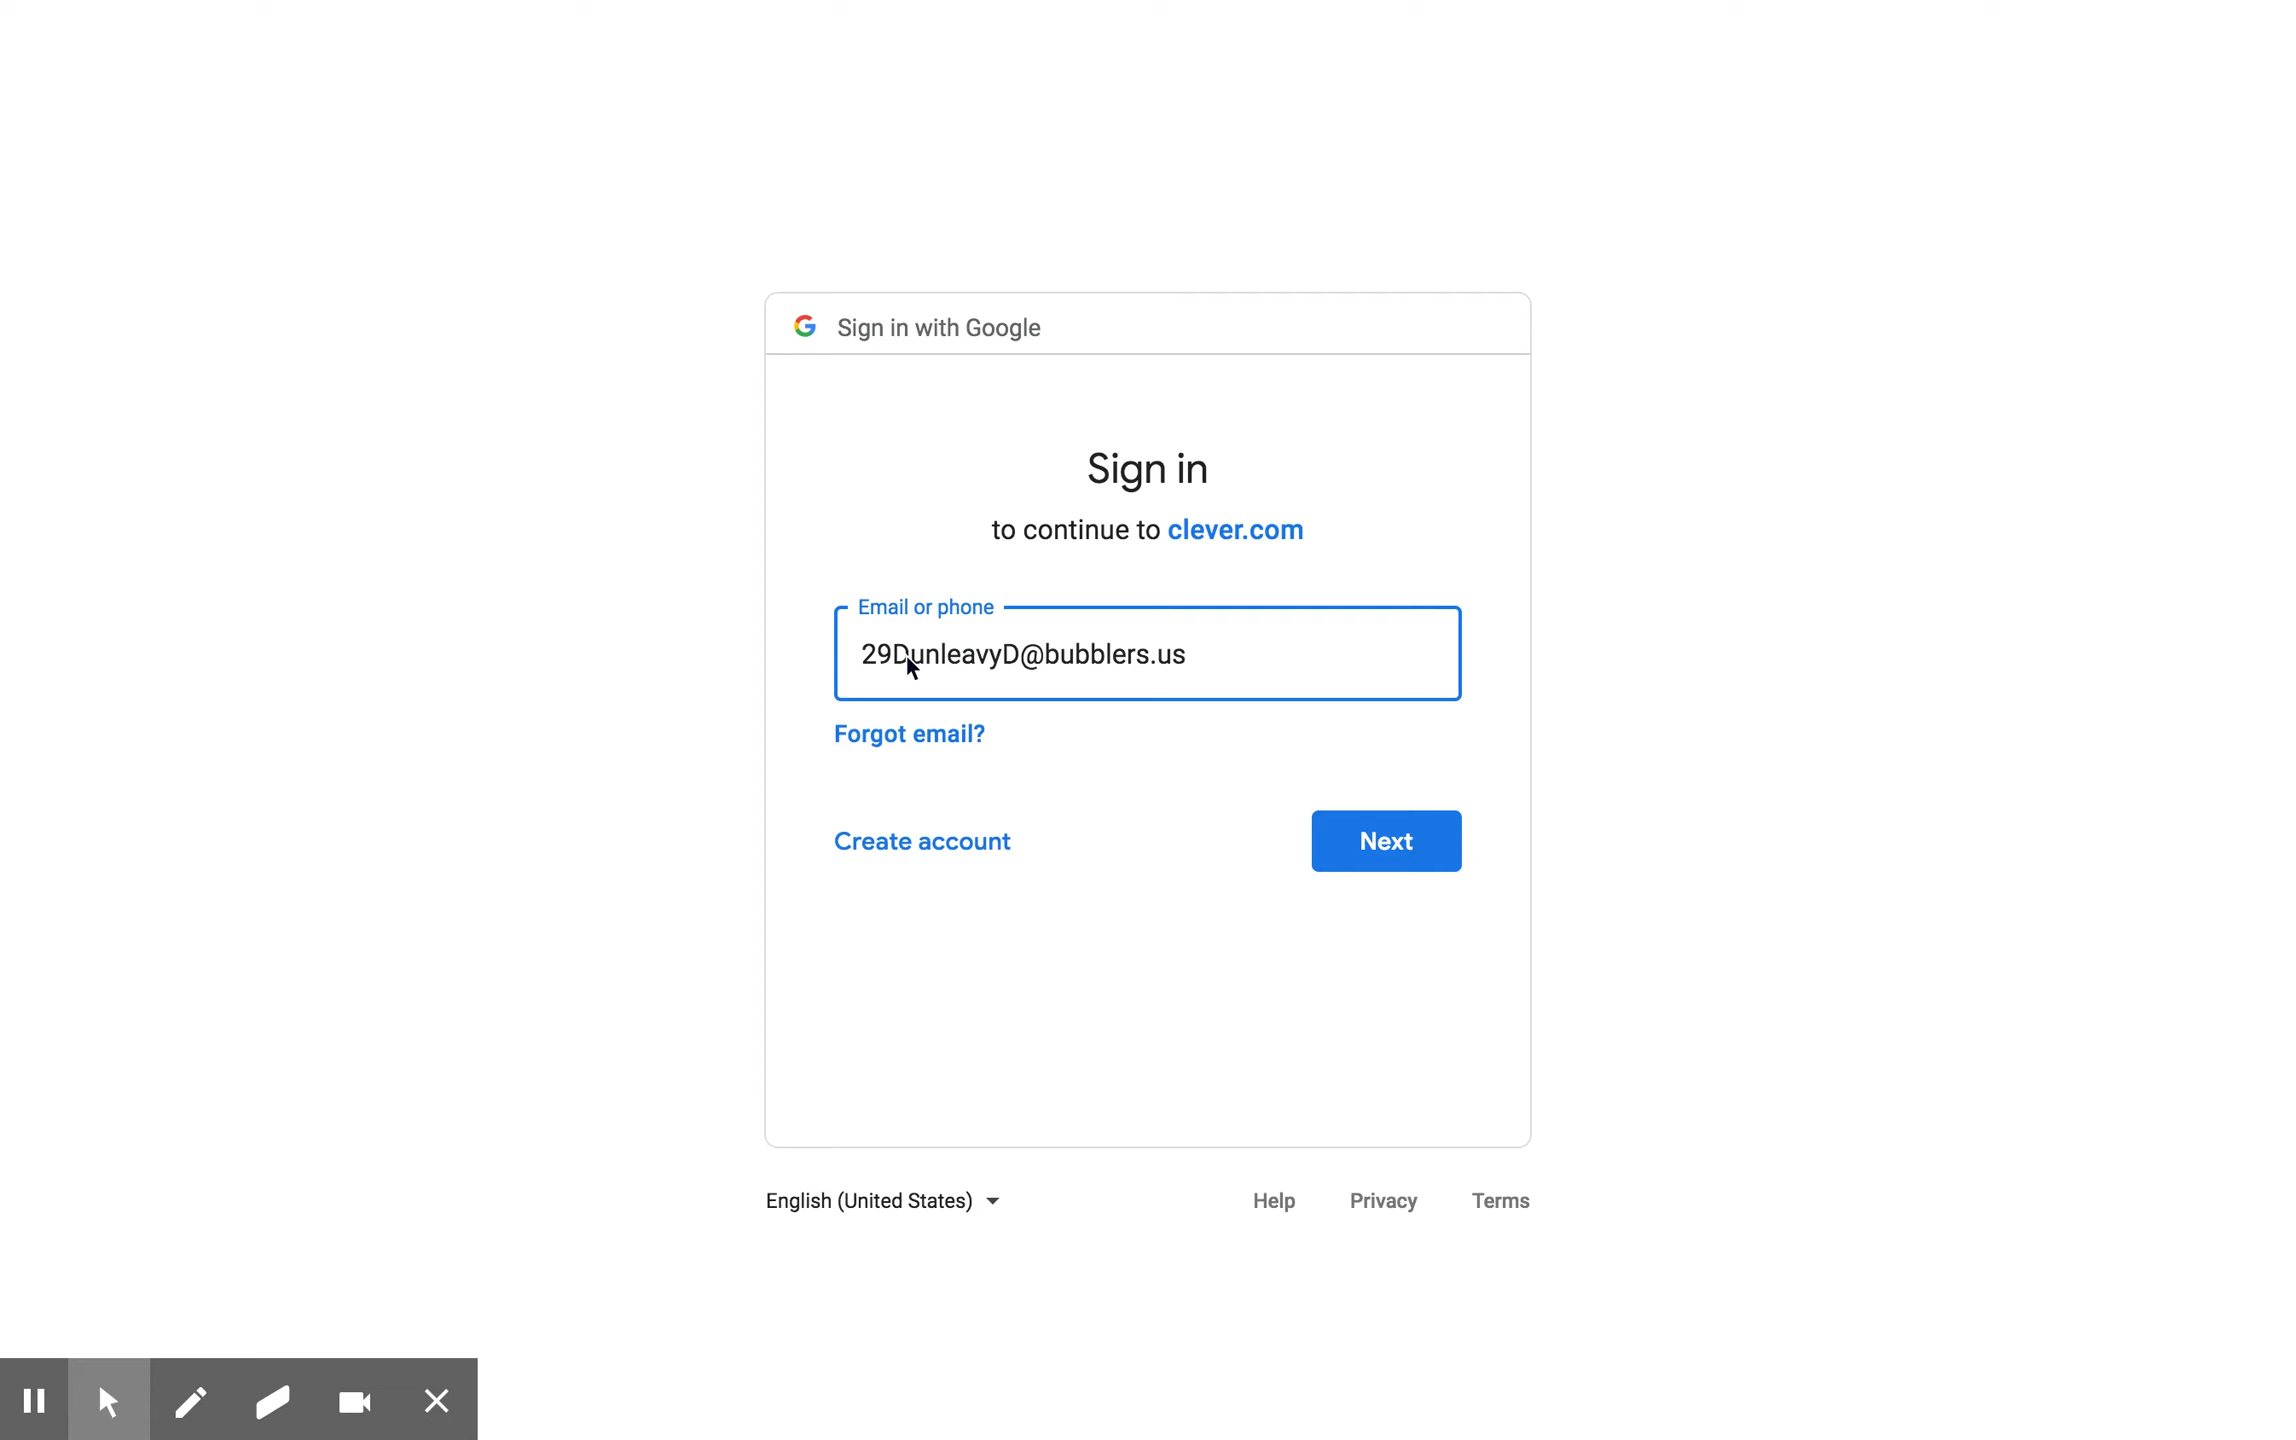 Sign in with Google
Sign in
to continue to clever.com
Email or phone
29DunleavyD@bubblers.us
Forgot email?
Create account
Next
English (United States)
Help
Privacy
Terms